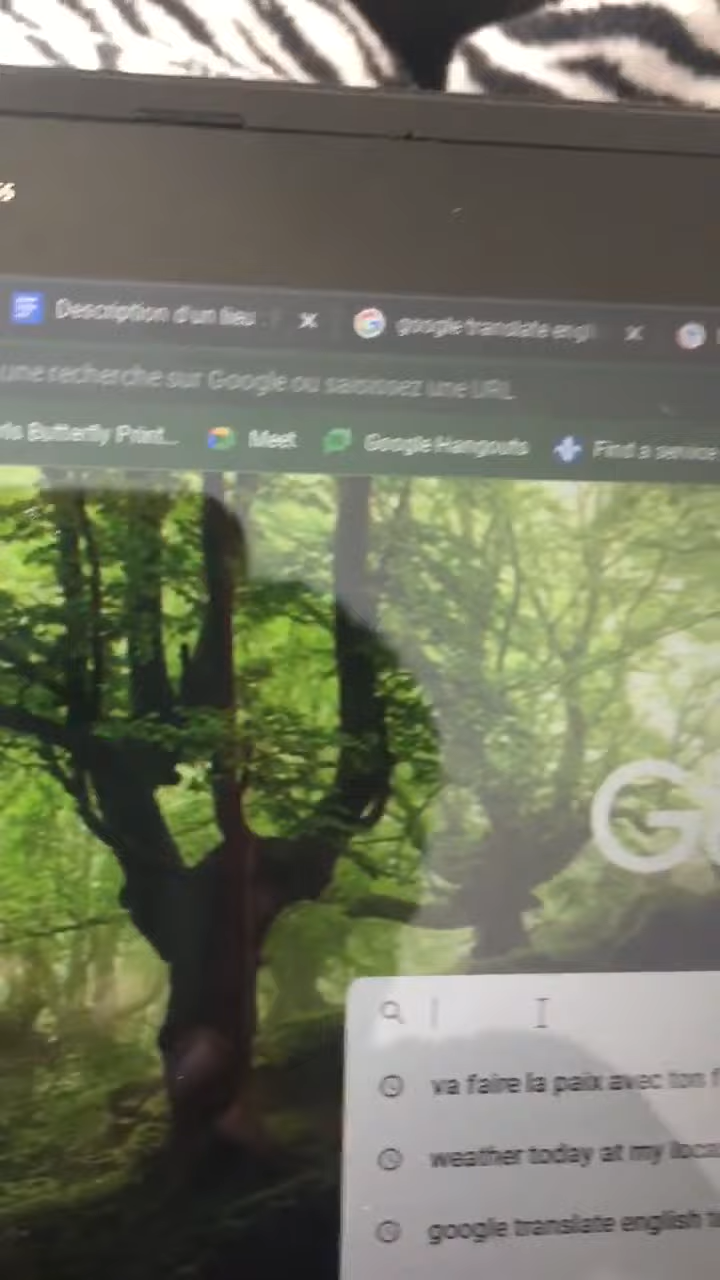 Description d'un lieu
google translate engl
une recherche sur Google ou saisissez une URL
Butterfly Print... Meet Google Hangouts Find a service
G
va faire la paix avec ton f
weather today at my loca
google translate english t